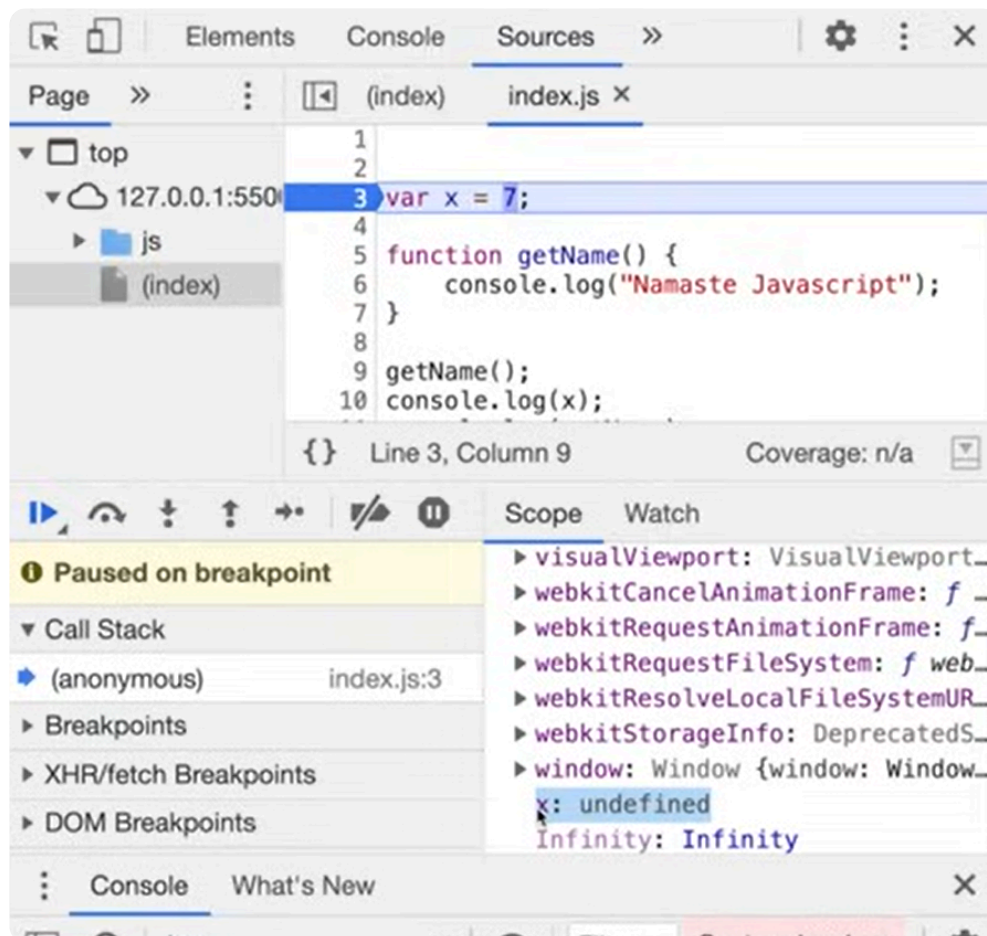 Elements Console Sources »
Page » (index) index.js ×
top
127.0.0.1:550
js
(index)
1
2
3 var x = 7;
4
5 function getName() {
6 console.log("Namaste Javascript");
7 }
8
9 getName();
10 console.log(x);
{} Line 3, Column 9 Coverage: n/a
Paused on breakpoint
Call Stack
(anonymous) index.js:3
Breakpoints
XHR/fetch Breakpoints
DOM Breakpoints
Scope Watch
visualViewport: VisualViewport…
webkitCancelAnimationFrame: ƒ …
webkitRequestAnimationFrame: ƒ…
webkitRequestFileSystem: ƒ web…
webkitResolveLocalFileSystemUR…
webkitStorageInfo: DeprecatedS…
window: Window {window: Window…
x: undefined
Infinity: Infinity
Console What's New